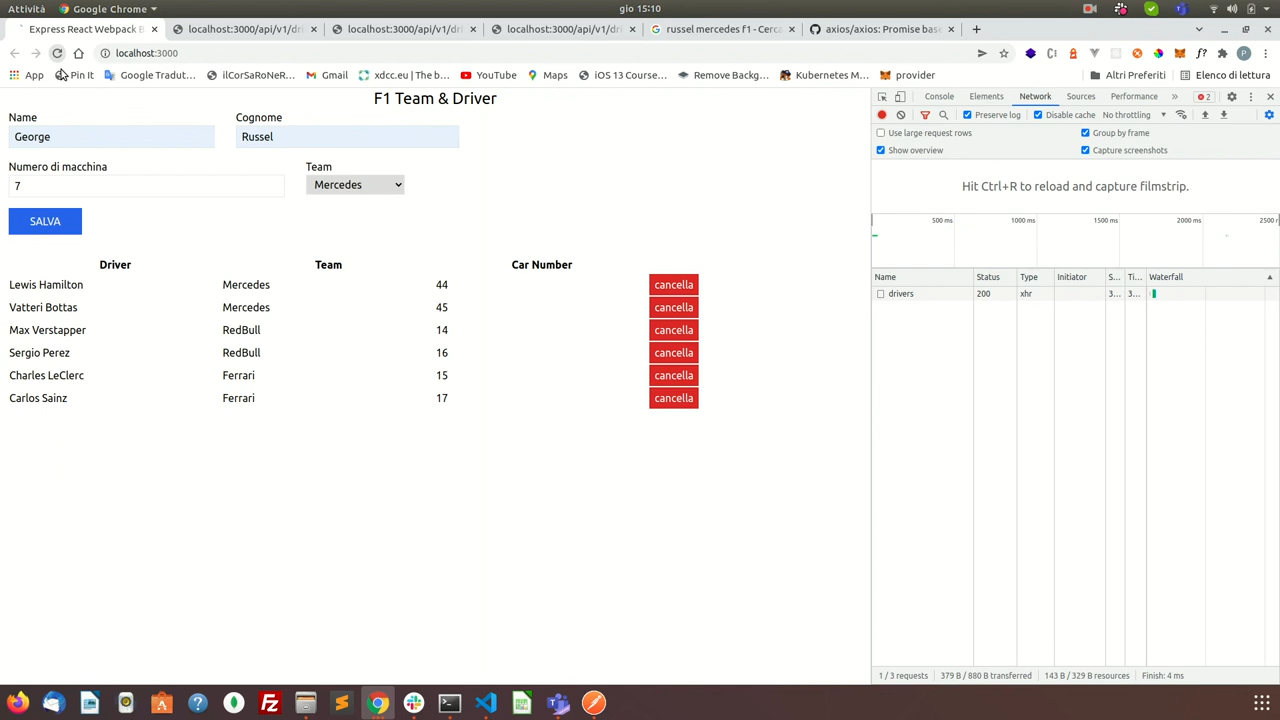 Attività Google Chrome gio 15:10
Express React Webpack B localhost:3000/api/v1/dri localhost:3000/api/v1/dri localhost:3000/api/v1/dri russel mercedes f1 - Cerca axios/axios: Promise base
localhost:3000
App Pin It Google Tradut... ilCorSaRoNeR... Gmail xdcc.eu | The b... YouTube Maps iOS 13 Course... Remove Backg... Kubernetes M... provider Altri Preferiti Elenco di lettura
F1 Team & Driver
Name Cognome
George Russel
Numero di macchina Team
7 Mercedes
SALVA
Driver Team Car Number
Lewis Hamilton Mercedes 44 cancella
Vatteri Bottas Mercedes 45 cancella
Max Verstapper RedBull 14 cancella
Sergio Perez RedBull 16 cancella
Charles LeClerc Ferrari 15 cancella
Carlos Sainz Ferrari 17 cancella
Console Elements Network Sources Performance » 2
Preserve log Disable cache No throttling
Use large request rows Group by frame
Show overview Capture screenshots
Hit Ctrl+R to reload and capture filmstrip.
500 ms 1000 ms 1500 ms 2000 ms 2500
Name Status Type Initiator S... Ti... Waterfall
drivers 200 xhr 3... 3...
1 / 3 requests 379 B / 880 B transferred 143 B / 329 B resources Finish: 4 ms